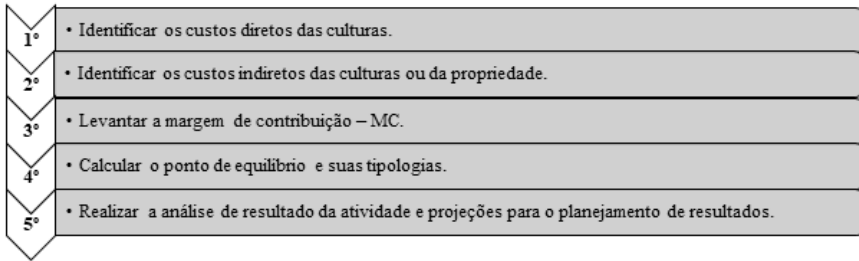 1º • Identificar os custos diretos das culturas.
2º • Identificar os custos indiretos das culturas ou da propriedade.
3º • Levantar a margem de contribuição – MC.
4º • Calcular o ponto de equilíbrio e suas tipologias.
5º • Realizar a análise de resultado da atividade e projeções para o planejamento de resultados.